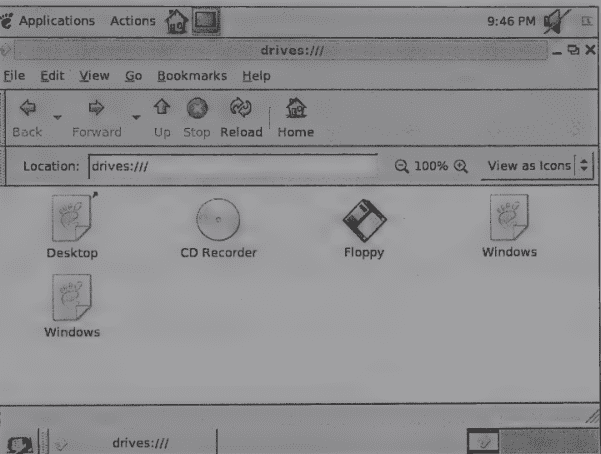 Applications Actions 9:46 PM
drives:///
File Edit View Go Bookmarks Help
Back Forward Up Stop Reload Home
Location: drives:/// 100% View as Icons
Desktop CD Recorder Floppy Windows
Windows
drives:///